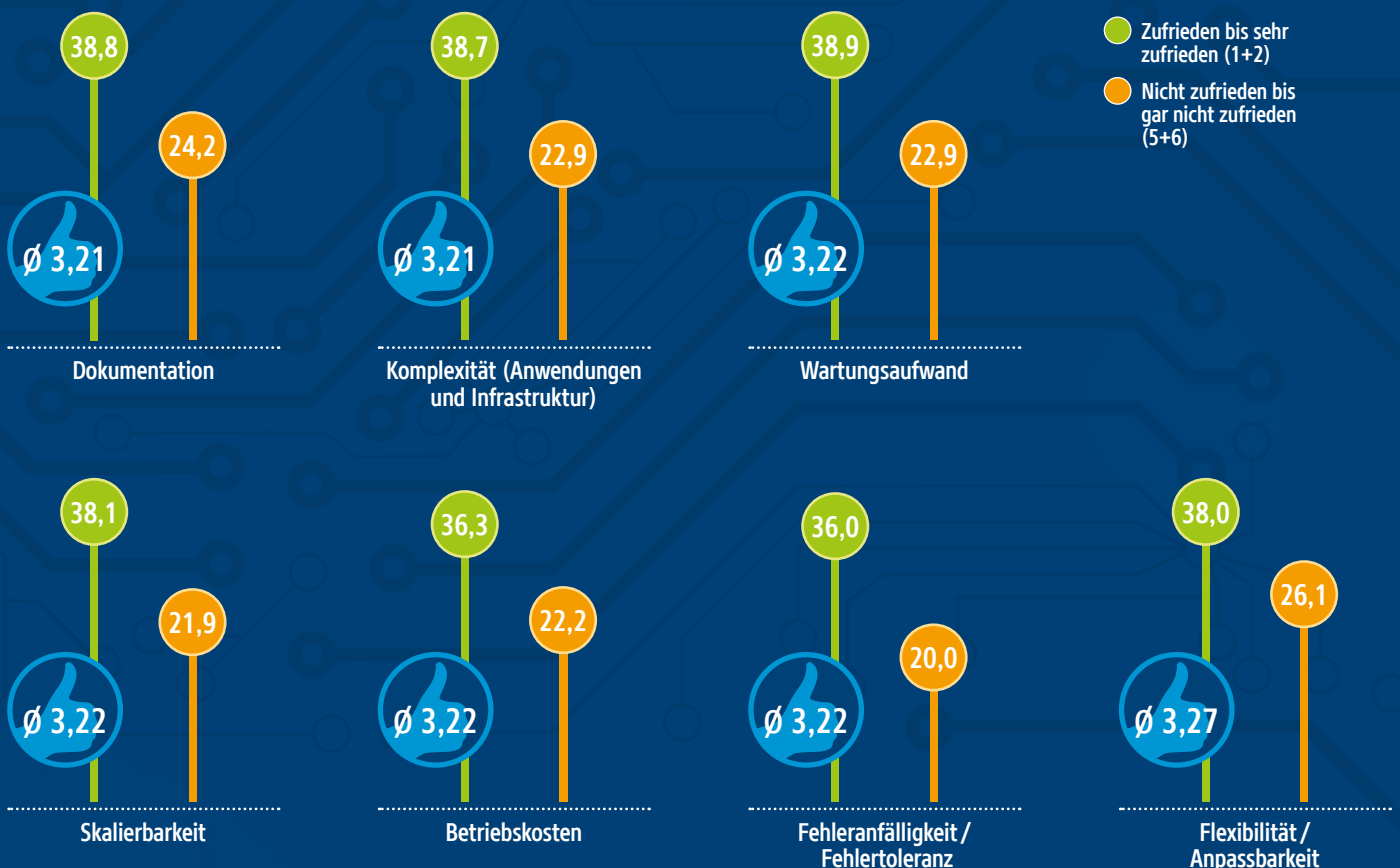 38,8
24,2
Ø 3,21
Dokumentation
38,7
22,9
Ø 3,21
Komplexität (Anwendungen
und Infrastruktur)
38,9
22,9
Ø 3,22
Wartungsaufwand
Zufrieden bis sehr
zufrieden (1+2)
Nicht zufrieden bis
gar nicht zufrieden
(5+6)
38,1
21,9
Ø 3,22
Skalierbarkeit
36,3
22,2
Ø 3,22
Betriebskosten
36,0
20,0
Ø 3,22
Fehleranfälligkeit /
Fehlertoleranz
38,0
26,1
Ø 3,27
Flexibilität /
Anpassbarkeit